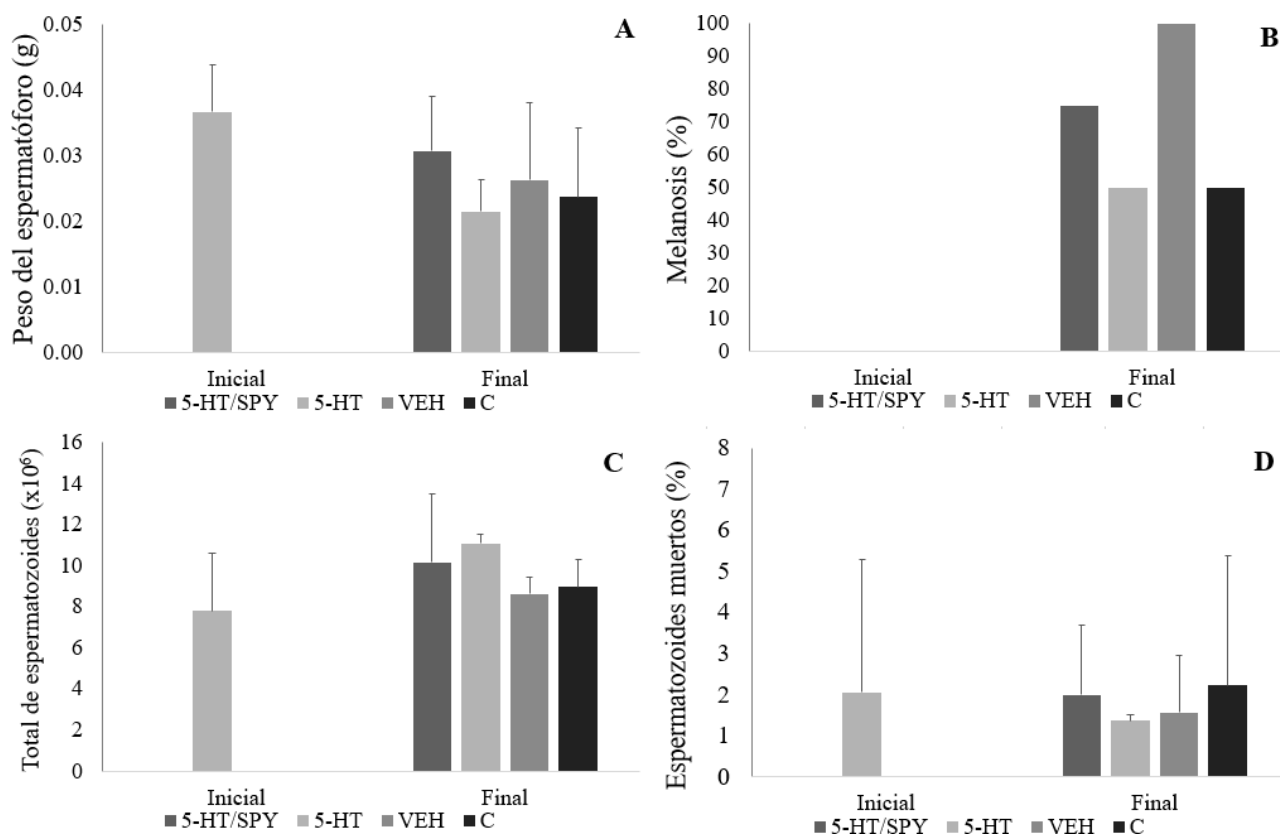 A
Peso del espermatóforo (g)
0.05
0.04
0.03
0.02
0.01
0.00
Inicial Final
5-HT/SPY 5-HT VEH C
B
Melanosis (%)
100
90
80
70
60
50
40
30
20
10
0
Inicial Final
5-HT/SPY 5-HT VEH C
C
Total de espermatozoides (x10⁶)
16
14
12
10
8
6
4
2
0
Inicial Final
5-HT/SPY 5-HT VEH C
D
Espermatozoides muertos (%)
8
7
6
5
4
3
2
1
0
Inicial Final
5-HT/SPY 5-HT VEH C